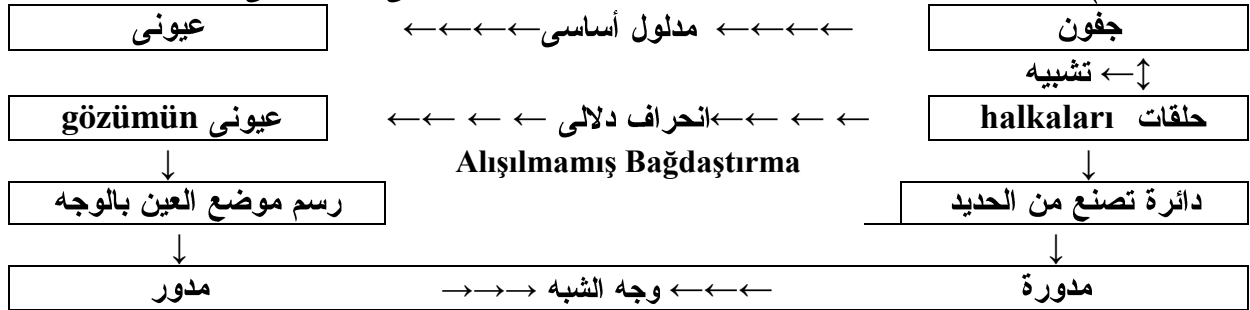 جفون ←←←← مدلول أساسى ←←←← عيونى
↕← تشبيه
حلقات halkaları ← ← ←←انحراف دلالى ← ← ←← عيونى gözümün
↓ Alışılmamış Bağdaştırma ↓
دائرة تصنع من الحديد رسم موضع العين بالوجه
↓ ↓
مدورة ←←← وجه الشبه →→→ مدور